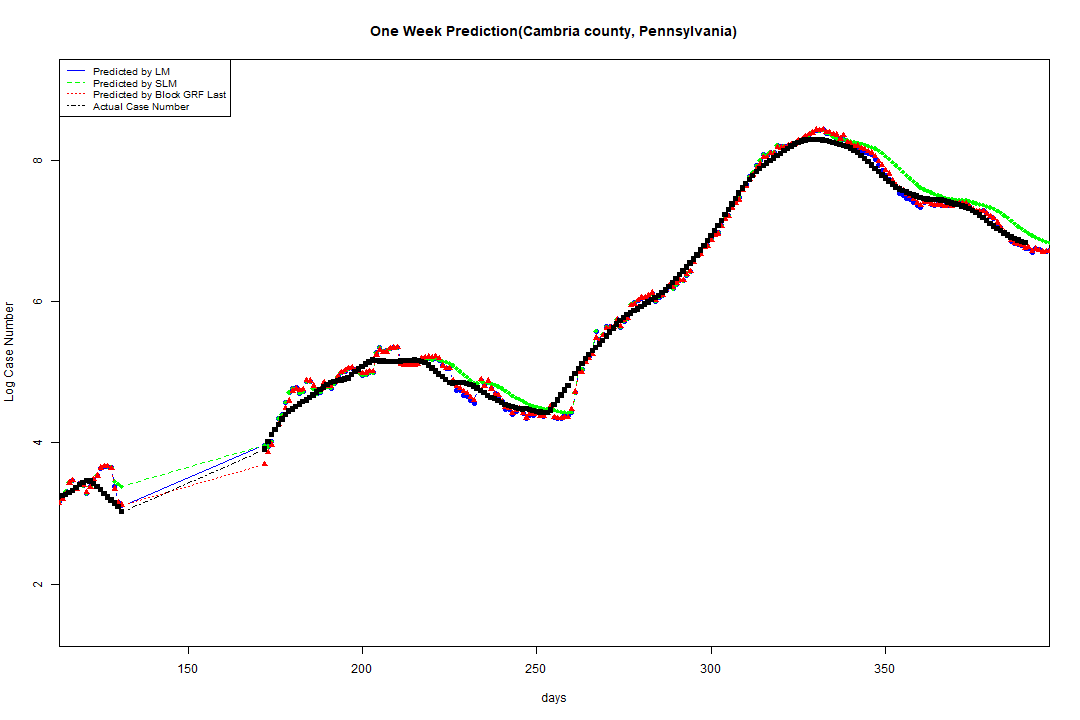 One Week Prediction(Cambria county, Pennsylvania)
Predicted by LM
Predicted by SLM
Predicted by Block GRF Last
Actual Case Number
8
6
4
2
Log Case Number
150 200 250 300 350
days